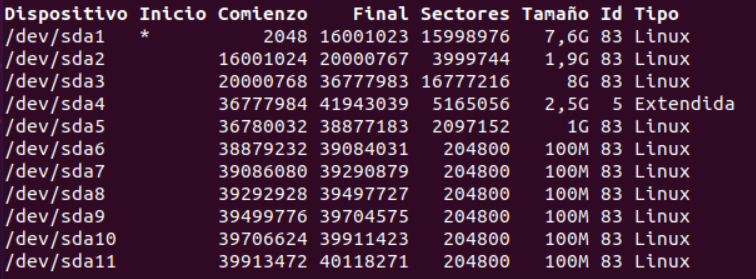 Dispositivo Inicio Comienzo Final Sectores Tamaño Id Tipo
/dev/sda1 * 2048 16001023 15998976 7,6G 83 Linux
/dev/sda2 16001024 20000767 3999744 1,9G 83 Linux
/dev/sda3 20000768 36777983 16777216 8G 83 Linux
/dev/sda4 36777984 41943039 5165056 2,5G 5 Extendida
/dev/sda5 36780032 38877183 2097152 1G 83 Linux
/dev/sda6 38879232 39084031 204800 100M 83 Linux
/dev/sda7 39086080 39290879 204800 100M 83 Linux
/dev/sda8 39292928 39497727 204800 100M 83 Linux
/dev/sda9 39499776 39704575 204800 100M 83 Linux
/dev/sda10 39706624 39911423 204800 100M 83 Linux
/dev/sda11 39913472 40118271 204800 100M 83 Linux